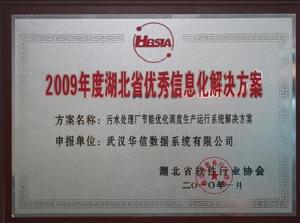 HBSIA
2009年度湖北省优秀信息化解决方案
方案名称：污水处理厂节能优化调度生产运行系统解决方案
申报单位：武汉华信数据系统有限公司
湖北省软件行业协会
二〇一〇年一月